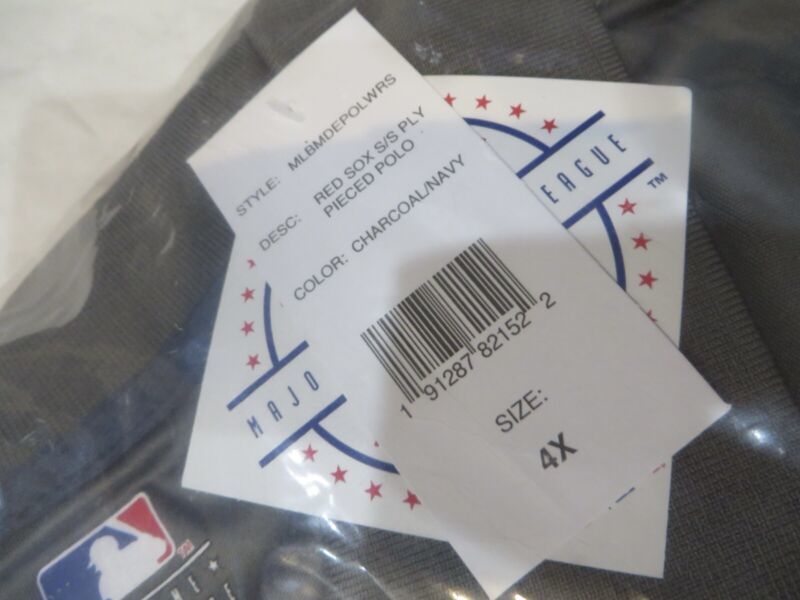 STYLE: MLBMDEPOLWRS
DESC: RED SOX S/S PLY
PIECED POLO
COLOR: CHARCOAL/NAVY
1 91287 82152 2
SIZE:
4X
EAGUE
TM
MAJO
TM